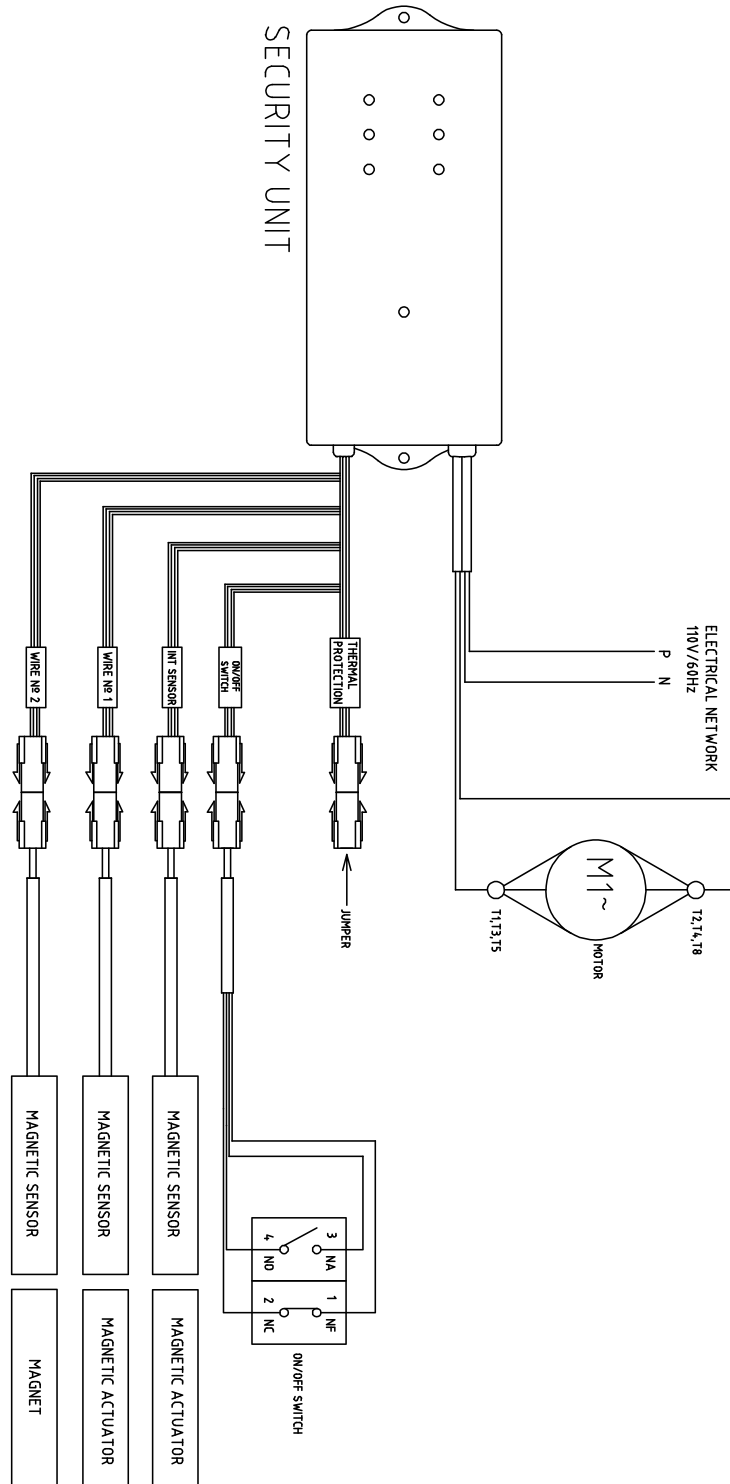 SECURITY UNIT
ELECTRICAL NETWORK
110V/60Hz
P
N
THERMAL
PROTECTION
ON/OFF
SWITCH
INT SENSOR
WIRE Nº 1
WIRE Nº 2
JUMPER
M1~
MOTOR
T2,T4,T8
T1,T3,T5
MAGNETIC SENSOR
MAGNETIC SENSOR
MAGNETIC SENSOR
3
NA
4
NO
1
NF
2
NC
ON/OFF SWITCH
MAGNETIC ACTUATOR
MAGNETIC ACTUATOR
MAGNET